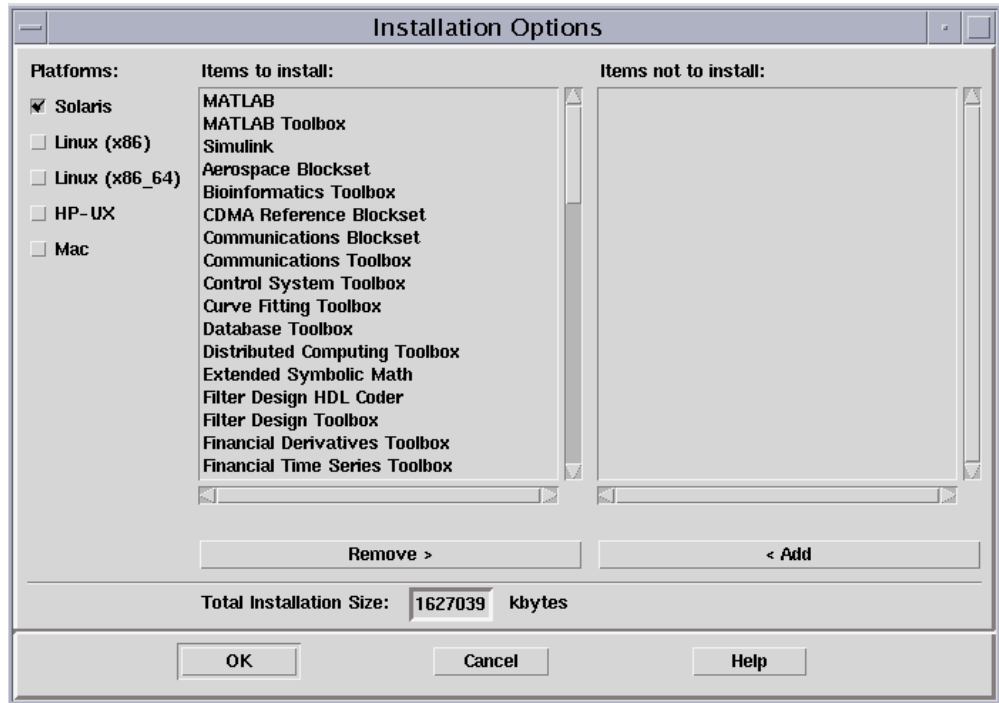 Installation Options
Platforms:
Solaris
Linux (x86)
Linux (x86_64)
HP-UX
Mac
Items to install:
MATLAB
MATLAB Toolbox
Simulink
Aerospace Blockset
Bioinformatics Toolbox
CDMA Reference Blockset
Communications Blockset
Communications Toolbox
Control System Toolbox
Curve Fitting Toolbox
Database Toolbox
Distributed Computing Toolbox
Extended Symbolic Math
Filter Design HDL Coder
Filter Design Toolbox
Financial Derivatives Toolbox
Financial Time Series Toolbox
Items not to install:
Remove >
< Add
Total Installation Size: 1627039 kbytes
OK
Cancel
Help